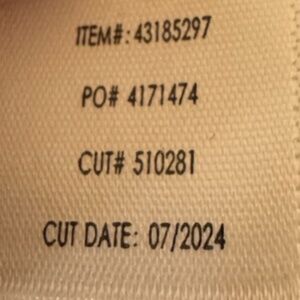 ITEM#: 43185297
PO# 4171474
CUT# 510281
CUT DATE: 07/2024